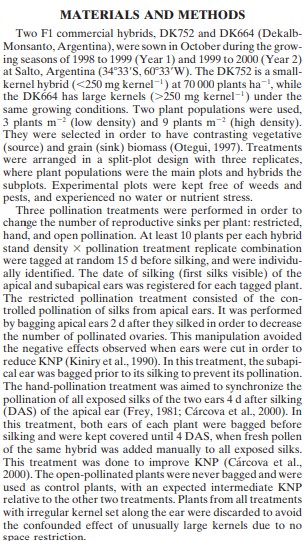 MATERIALS AND METHODS
Two F1 commercial hybrids, DK752 and DK664 (Dekalb-
Monsanto, Argentina), were sown in October during the grow-
ing seasons of 1998 to 1999 (Year 1) and 1999 to 2000 (Year 2)
at Salto, Argentina (34°33′S, 60°33′W). The DK752 is a small-
kernel hybrid (<250 mg kernel⁻¹) at 70 000 plants ha⁻¹, while
the DK664 has large kernels (>250 mg kernel⁻¹) under the
same growing conditions. Two plant populations were used,
3 plants m⁻² (low density) and 9 plants m⁻² (high density).
They were selected in order to have contrasting vegetative
(source) and grain (sink) biomass (Otegui, 1997). Treatments
were arranged in a split-plot design with three replicates,
where plant populations were the main plots and hybrids the
subplots. Experimental plots were kept free of weeds and
pests, and experienced no water or nutrient stress.
Three pollination treatments were performed in order to
change the number of reproductive sinks per plant: restricted,
hand, and open pollination. At least 10 plants per each hybrid
stand density × pollination treatment replicate combination
were tagged at random 15 d before silking, and were individu-
ally identified. The date of silking (first silks visible) of the
apical and subapical ears was registered for each tagged plant.
The restricted pollination treatment consisted of the con-
trolled pollination of silks from apical ears. It was performed
by bagging apical ears 2 d after they silked in order to decrease
the number of pollinated ovaries. This manipulation avoided
the negative effects observed when ears were cut in order to
reduce KNP (Kiniry et al., 1990). In this treatment, the subapi-
cal ear was bagged prior to its silking to prevent its pollination.
The hand-pollination treatment was aimed to synchronize the
pollination of all exposed silks of the two ears 4 d after silking
(DAS) of the apical ear (Frey, 1981; Cárcova et al., 2000). In
this treatment, both ears of each plant were bagged before
silking and were kept covered until 4 DAS, when fresh pollen
of the same hybrid was added manually to all exposed silks.
This treatment was done to improve KNP (Cárcova et al.,
2000). The open-pollinated plants were never bagged and were
used as control plants, with an expected intermediate KNP
relative to the other two treatments. Plants from all treatments
with irregular kernel set along the ear were discarded to avoid
the confounded effect of unusually large kernels due to no
space restriction.